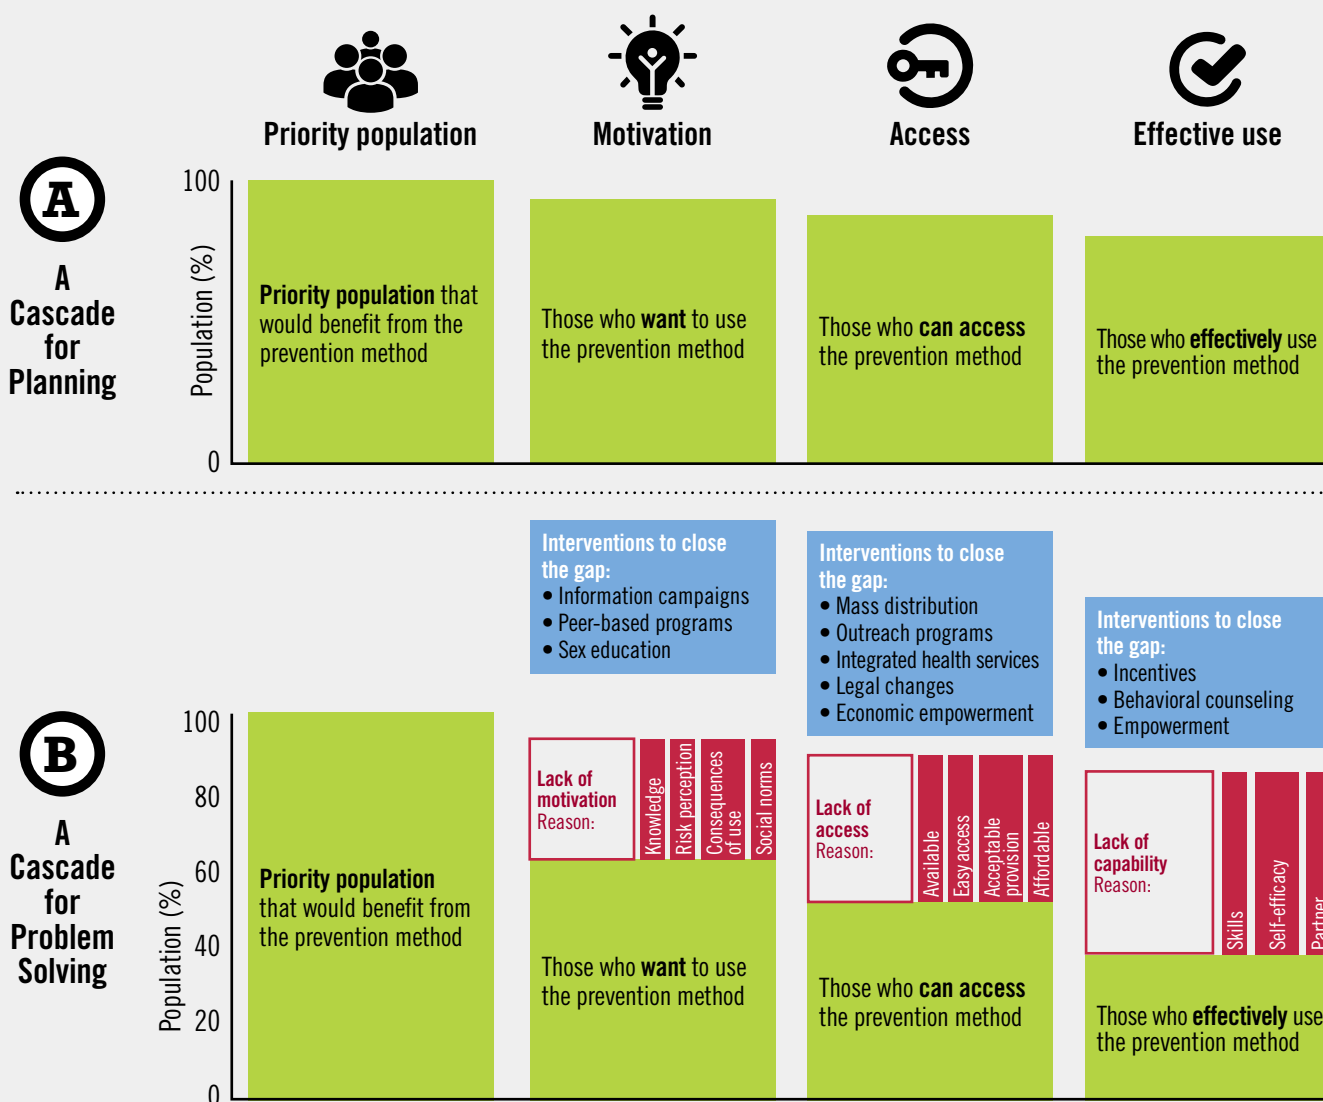 Priority population
Motivation
Access
Effective use
A
A
Cascade
for
Planning
Population (%)
100
0
Priority population that
would benefit from the
prevention method
Those who want to use
the prevention method
Those who can access
the prevention method
Those who effectively use
the prevention method
B
A
Cascade
for
Problem
Solving
Population (%)
100
80
60
40
20
0
Priority population
that would benefit from
the prevention method
Interventions to close
the gap:
• Information campaigns
• Peer-based programs
• Sex education
Lack of
motivation
Reason:
Knowledge
Risk perception
Consequences
of use
Social norms
Those who want to use
the prevention method
Interventions to close
the gap:
• Mass distribution
• Outreach programs
• Integrated health services
• Legal changes
• Economic empowerment
Lack of
access
Reason:
Available
Easy access
Acceptable
provision
Affordable
Those who can access
the prevention method
Interventions to close
the gap:
• Incentives
• Behavioral counseling
• Empowerment
Lack of
capability
Reason:
Skills
Self-efficacy
Partner
Those who effectively use
the prevention method